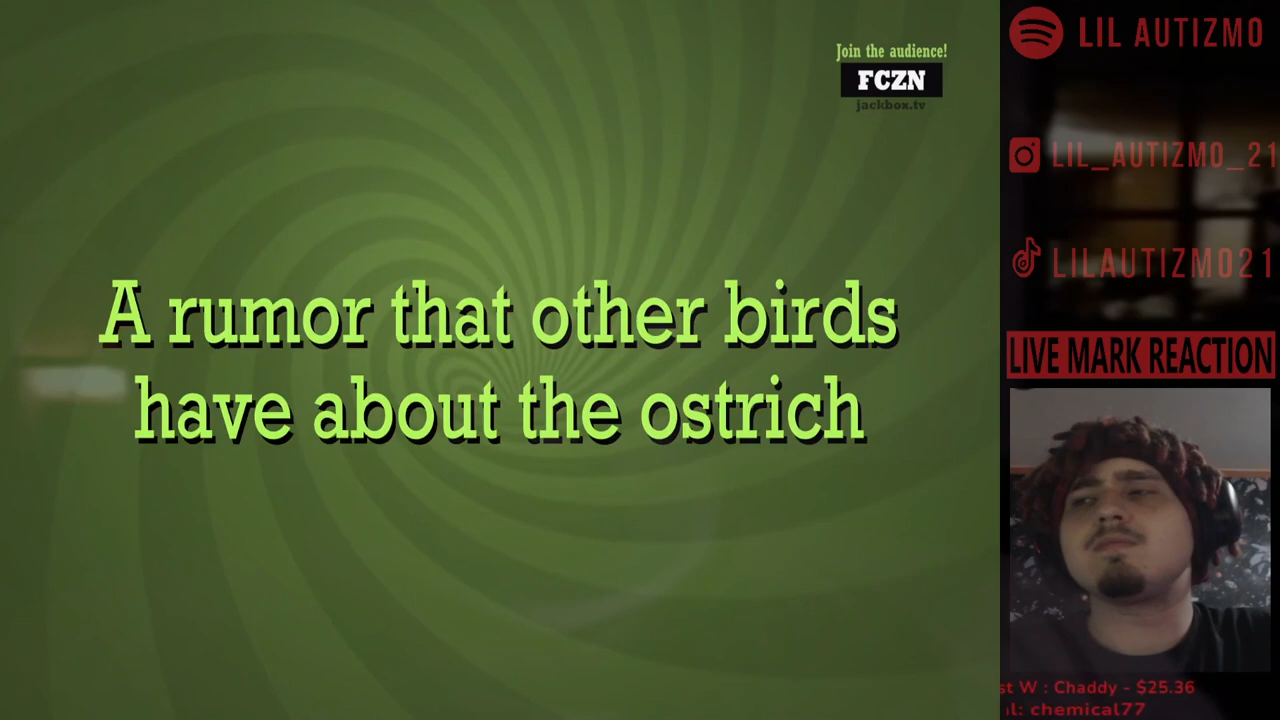 Join the audience!
FCZN
jackbox.tv
A rumor that other birds
have about the ostrich
LIL AUTIZMO
LIL_AUTIZMO_21
LILAUTIZMO21
LIVE MARK REACTION
st W : Chaddy - $25.36
al: chemical77